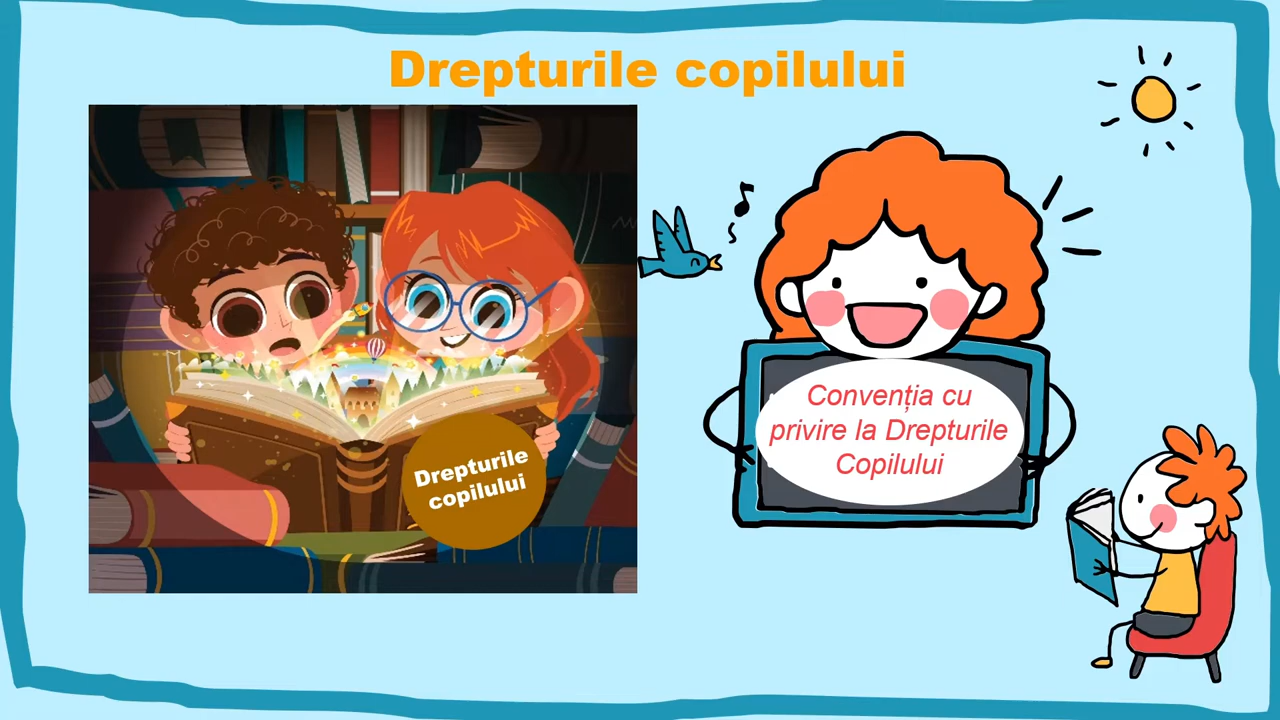 Drepturile copilului
Drepturile
copilului
Convenția cu
privire la Drepturile
Copilului